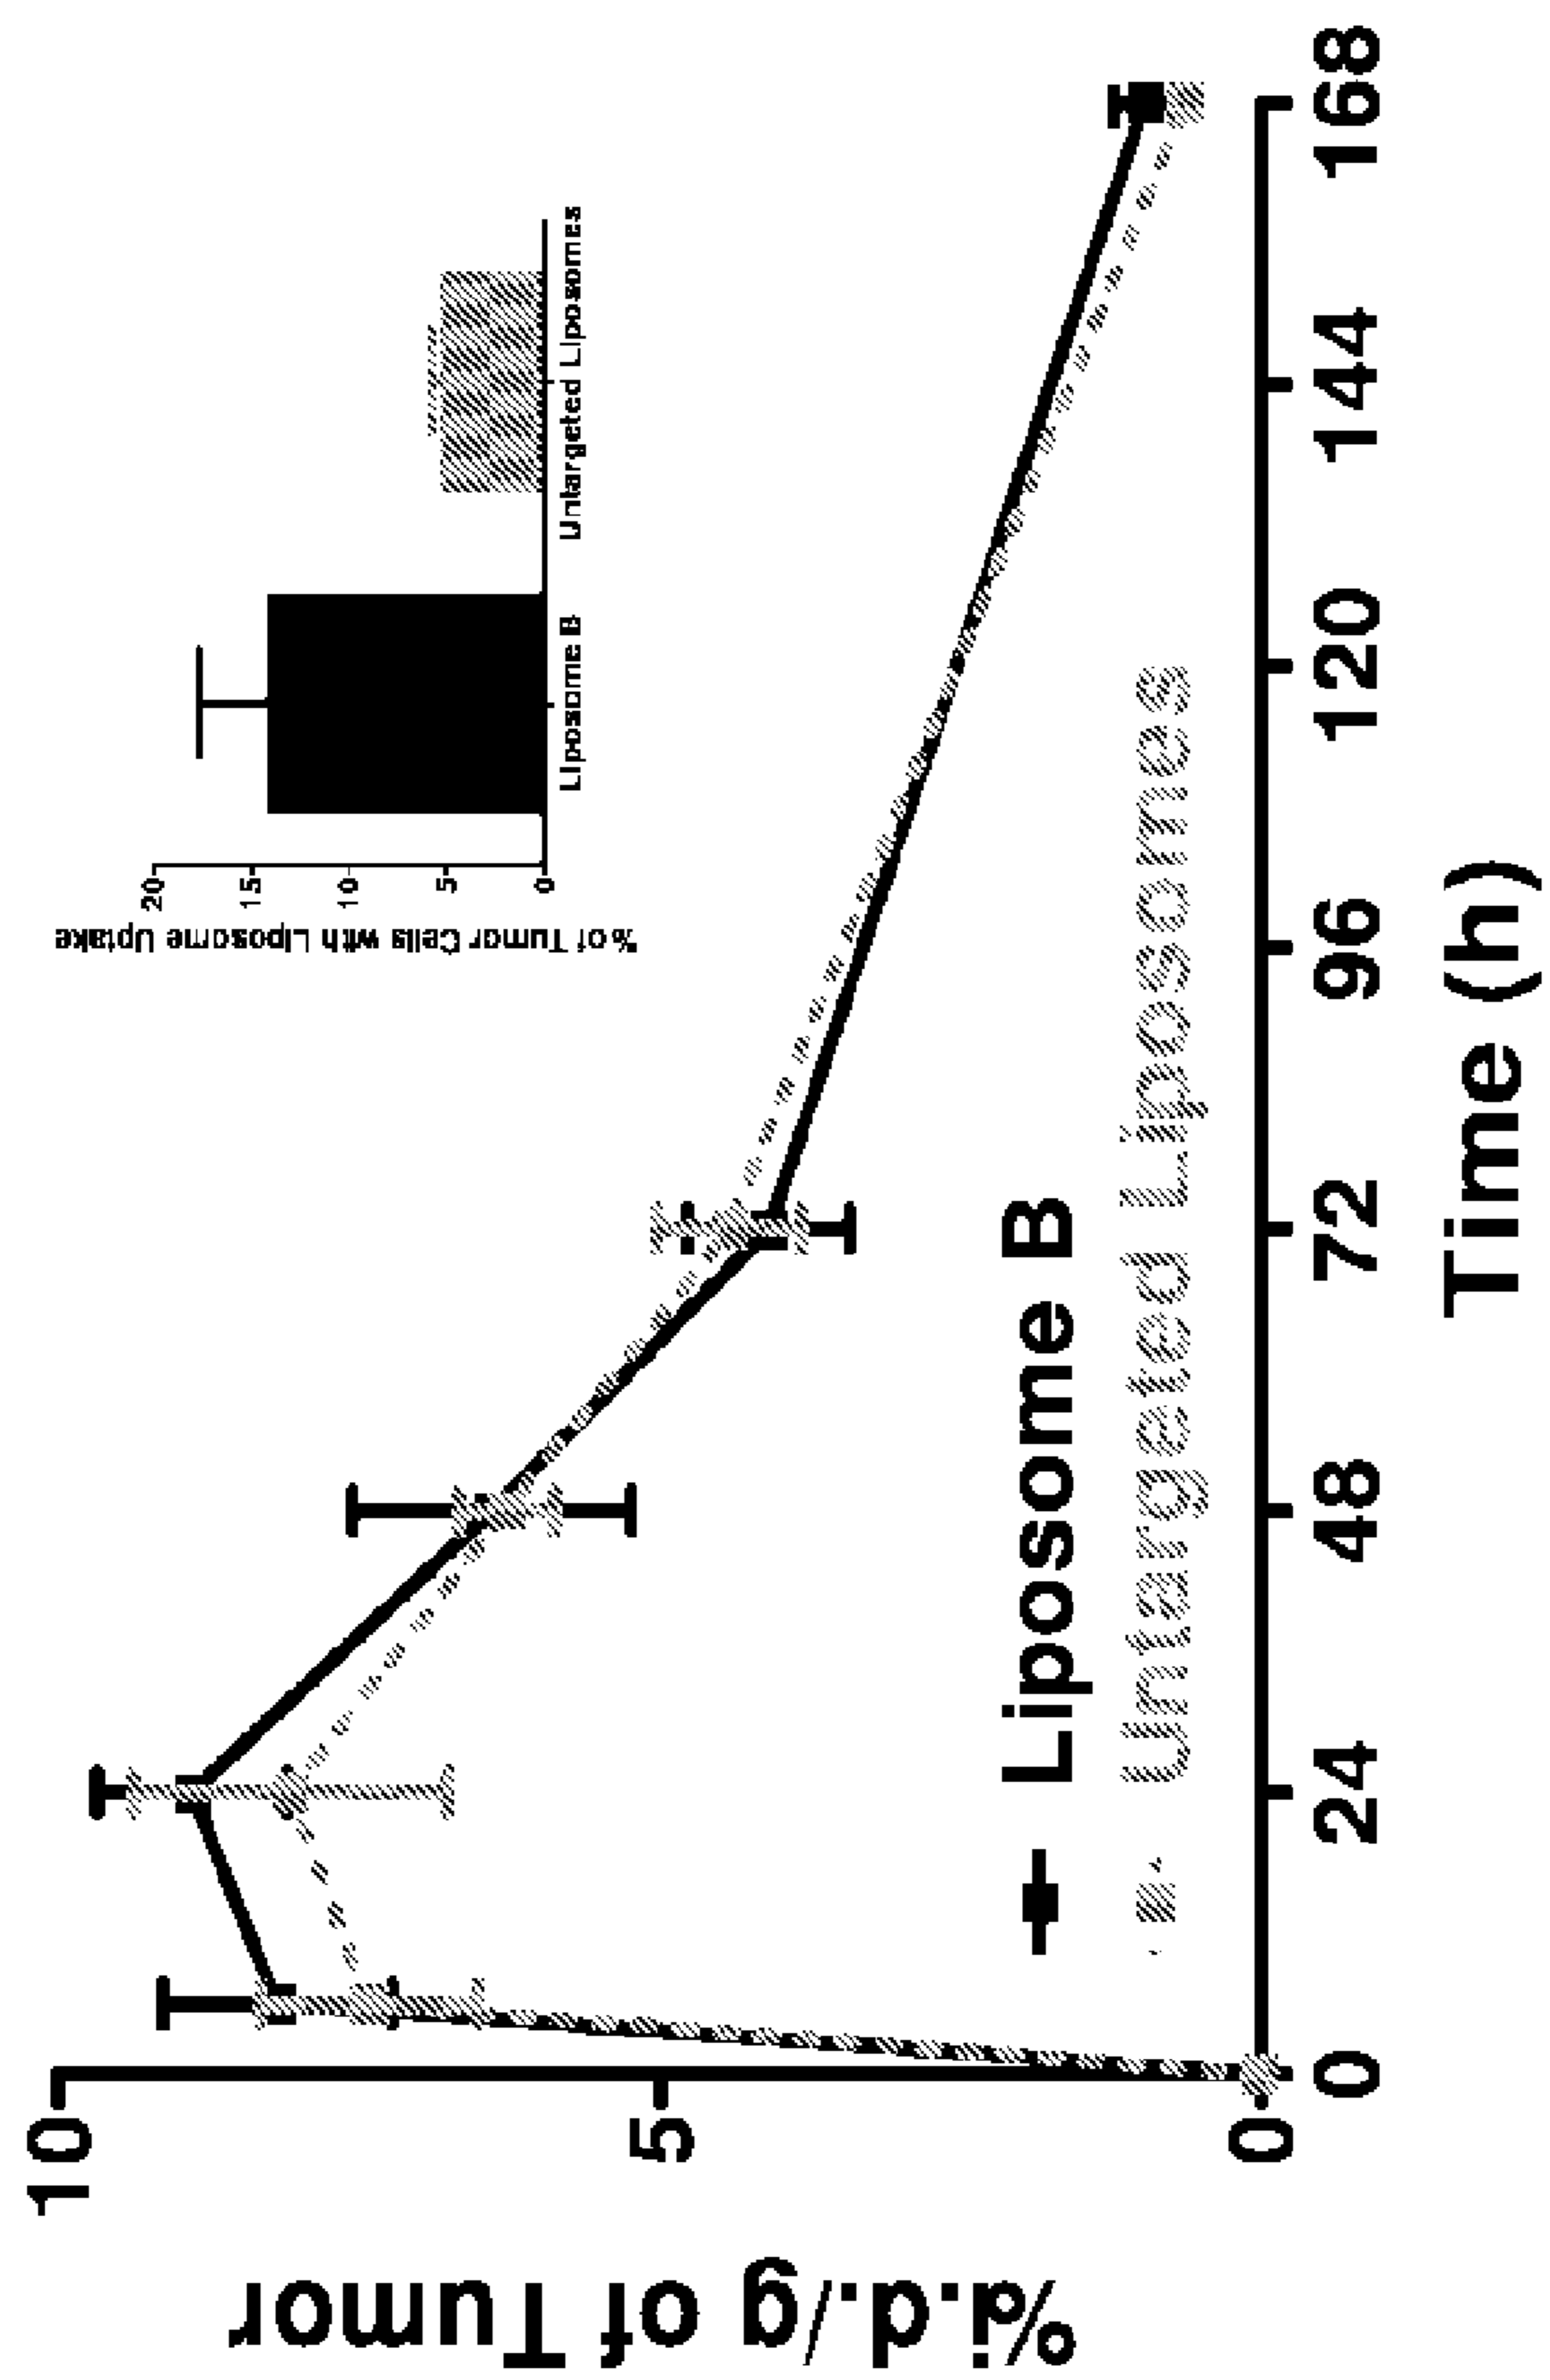 %i.d./g of Tumor
10
5
0
0
24
48
72
96
120
144
168
Time (h)
Liposome B
Untargeted Liposomes
% of Tumor Cells with Liposome Uptake
20
15
10
5
0
Liposome B
Untargeted Liposomes